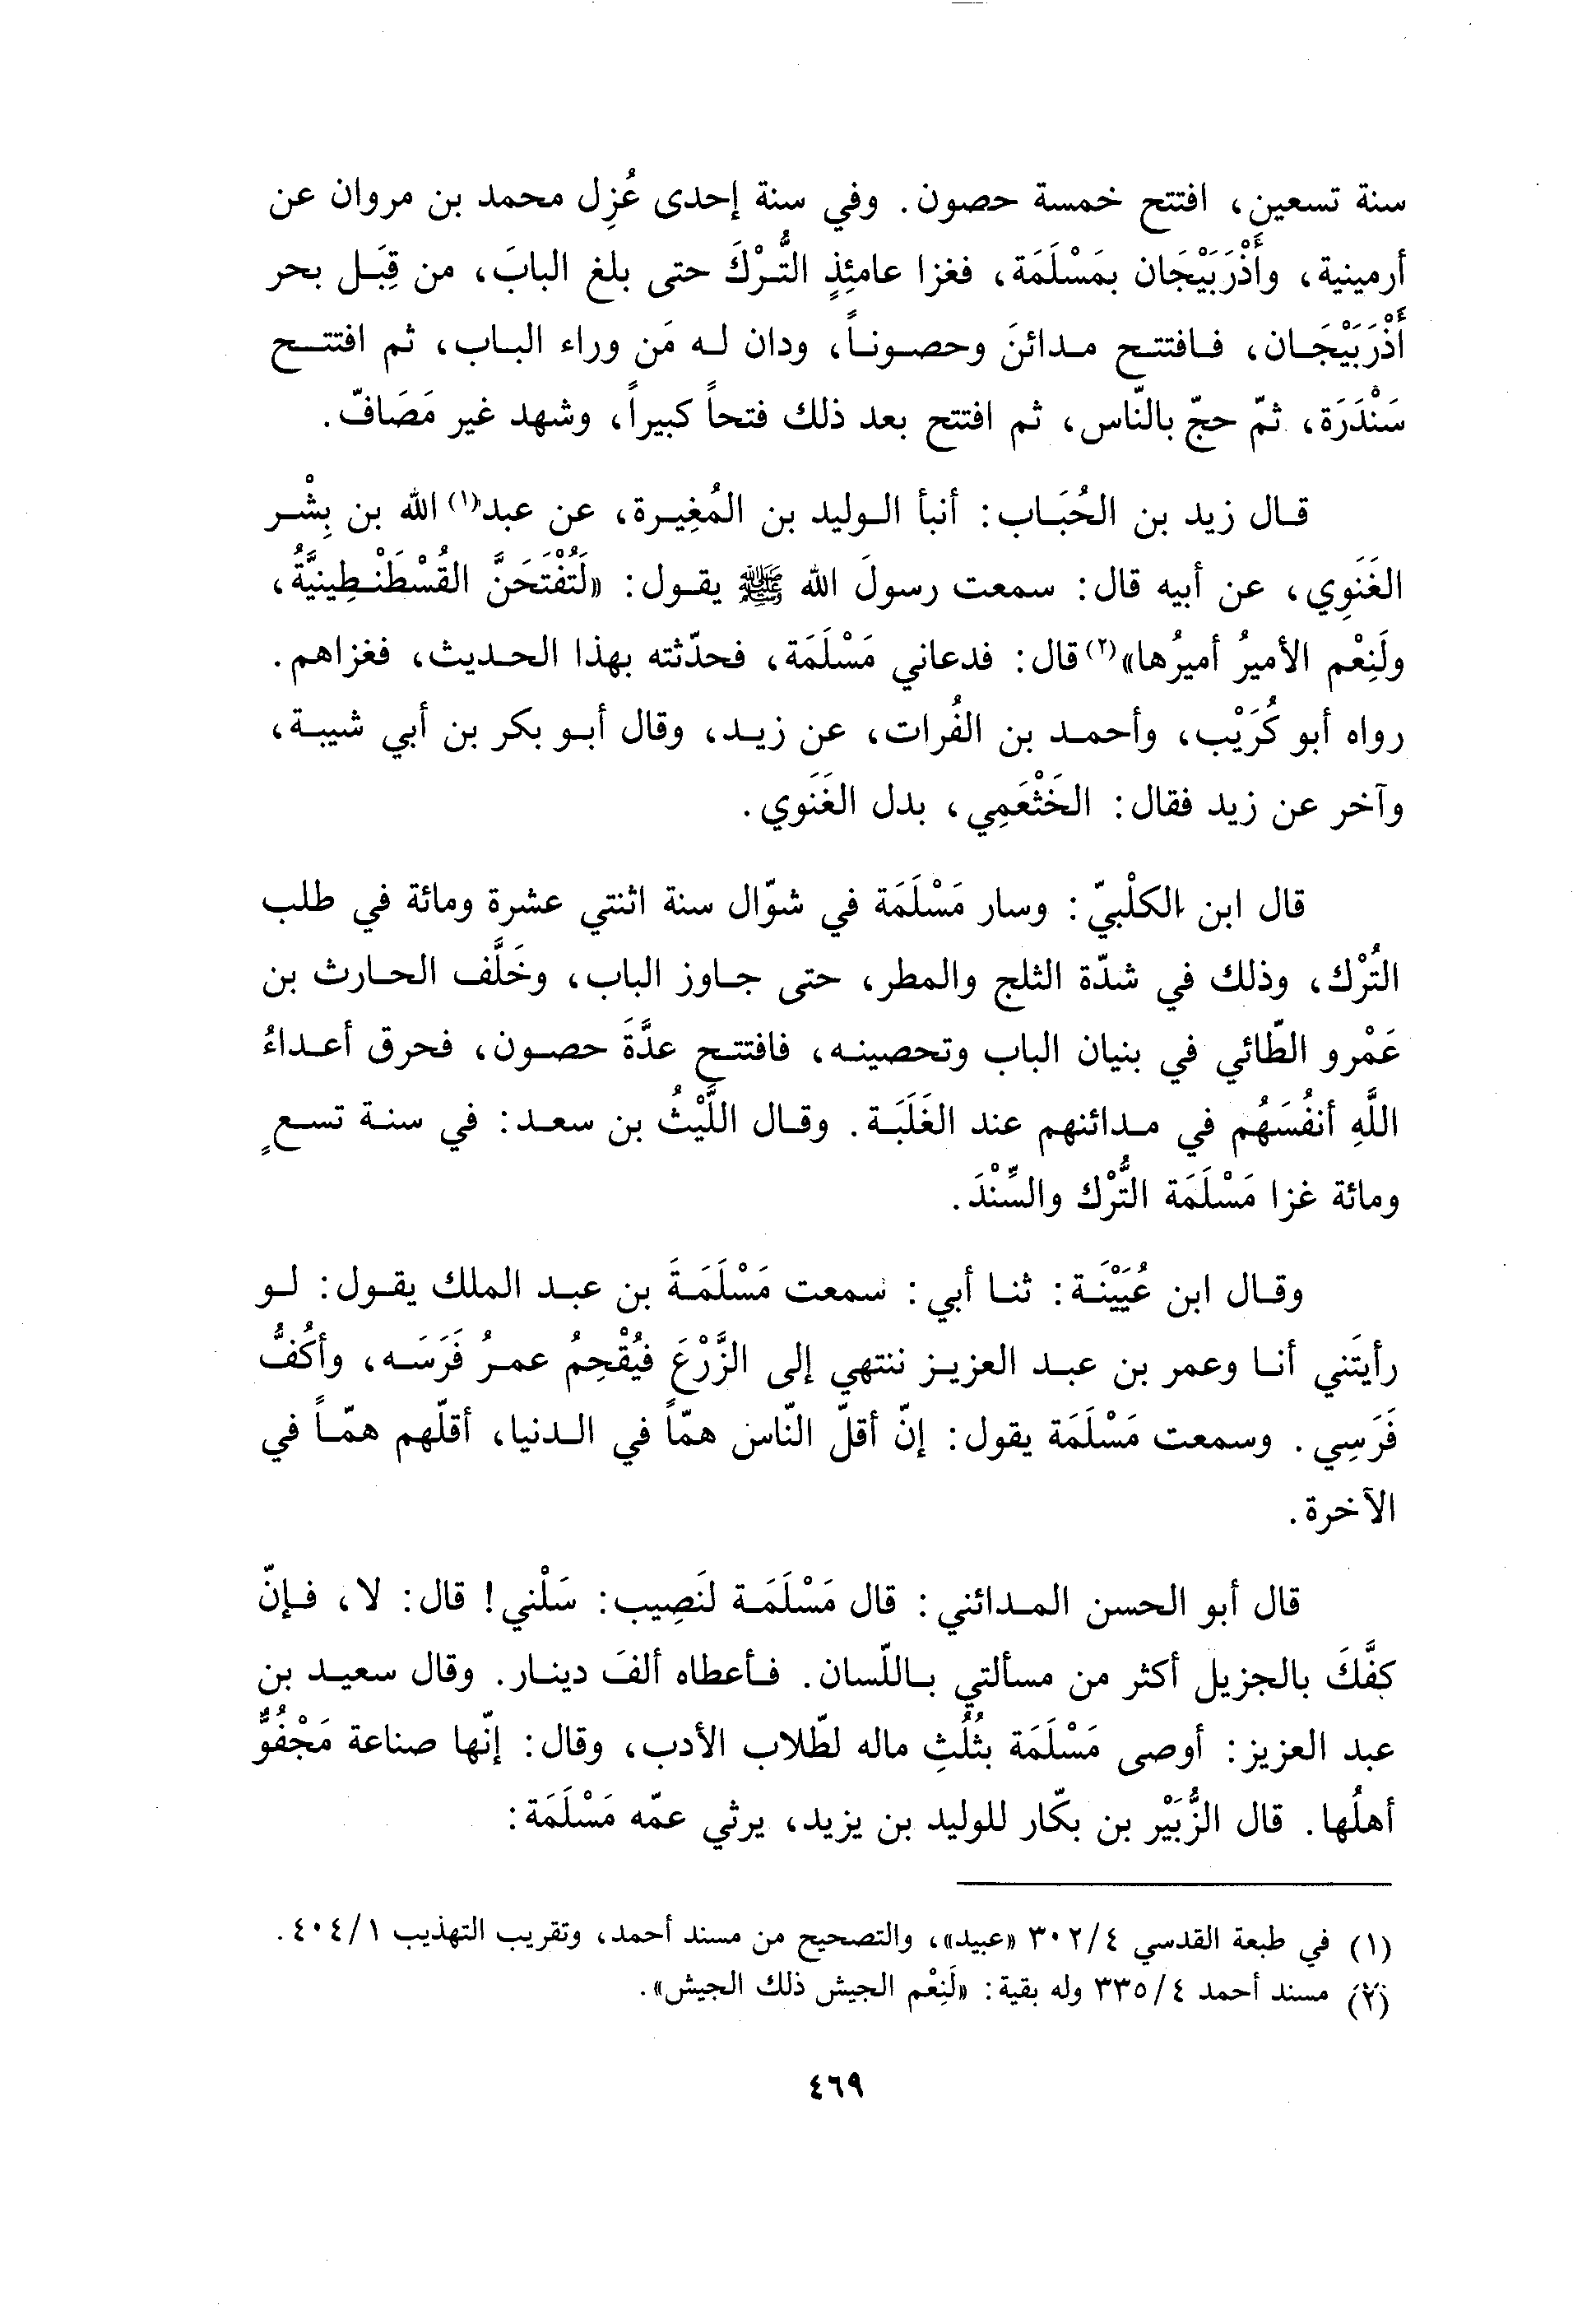 سنة تسعين، افتتح خمسة حصون. وفي سنة إحدى عُزِل محمد بن مروان عن
أرمينية، وأَذْرَبَيْجَان بمَسْلَمَة، فغزا عامئِذٍ التُّرْكَ حتى بلغ البابَ، من قِبَل بحر
أَذْرَبَيْجَان، فافتتح مدائنَ وحصوناً، ودان له مَن وراء الباب، ثم افتتح
سَنْدَرَة، ثمّ حجّ بالنّاس، ثم افتتح بعد ذلك فتحاً كبيراً، وشهد غير مَصَافّ.
قال زيد بن الحُبَاب: أنبأ الوليد بن المُغِيرة، عن عبد(١) الله بن بِشْر
الغَنَوِي، عن أبيه قال: سمعت رسولَ الله ﷺ يقول: «لَتُفْتَحَنَّ القُسْطَنْطِينِيَّةُ،
ولَنِعْم الأميرُ أميرُها»(٢) قال: فدعاني مَسْلَمَة، فحدّثته بهذا الحديث، فغزاهم.
رواه أبو كُرَيْب، وأحمد بن الفُرات، عن زيد، وقال أبو بكر بن أبي شيبة،
وآخر عن زيد فقال: الخَثْعَمِي، بدل الغَنَوي.
قال ابن الكلْبيّ: وسار مَسْلَمَة في شوّال سنة اثنتي عشرة ومائة في طلب
التُرْك، وذلك في شدّة الثلج والمطر، حتى جاوز الباب، وخَلَّف الحارث بن
عَمْرو الطّائي في بنيان الباب وتحصينه، فافتتح عدَّةَ حصون، فحرق أعداءُ
اللَّهِ أنفُسَهُم في مدائنهم عند الغَلَبَة. وقال اللَّيْثُ بن سعد: في سنة تسعٍ
ومائة غزا مَسْلَمَة التُّرْك والسِّنْدَ.
وقال ابن عُيَيْنَة: ثنا أبي: سمعت مَسْلَمَةَ بن عبد الملك يقول: لو
رأيتَني أنا وعمر بن عبد العزيز ننتهي إلى الزَّرْعَ فيُقْحِمُ عمرُ فَرَسَه، وأكُفُّ
فَرَسِي. وسمعت مَسْلَمَة يقول: إنّ أقلّ النّاس همّاً في الدنيا، أقلّهم همّاً في
الآخرة.
قال أبو الحسن المدائني: قال مَسْلَمَة لنَصِيب: سَلْني! قال: لا، فإنّ
كفَّكَ بالجزيل أكثر من مسألتي باللّسان. فأعطاه ألفَ دينار. وقال سعيد بن
عبد العزيز: أوصى مَسْلَمَة بثُلُثِ ماله لطّلاب الأدب، وقال: إنّها صناعة مَجْفُوٌّ
أهلُها. قال الزُّبَيْر بن بكّار للوليد بن يزيد، يرثي عمّه مَسْلَمَة:
(١) في طبعة القدسي ٣٠٢/٤ «عبيد»، والتصحيح من مسند أحمد، وتقريب التهذيب ٤٠٤/١.
(٢) مسند أحمد ٣٣٥/٤ وله بقية: «لَنِعْم الجيش ذلك الجيش».
٤٦٩